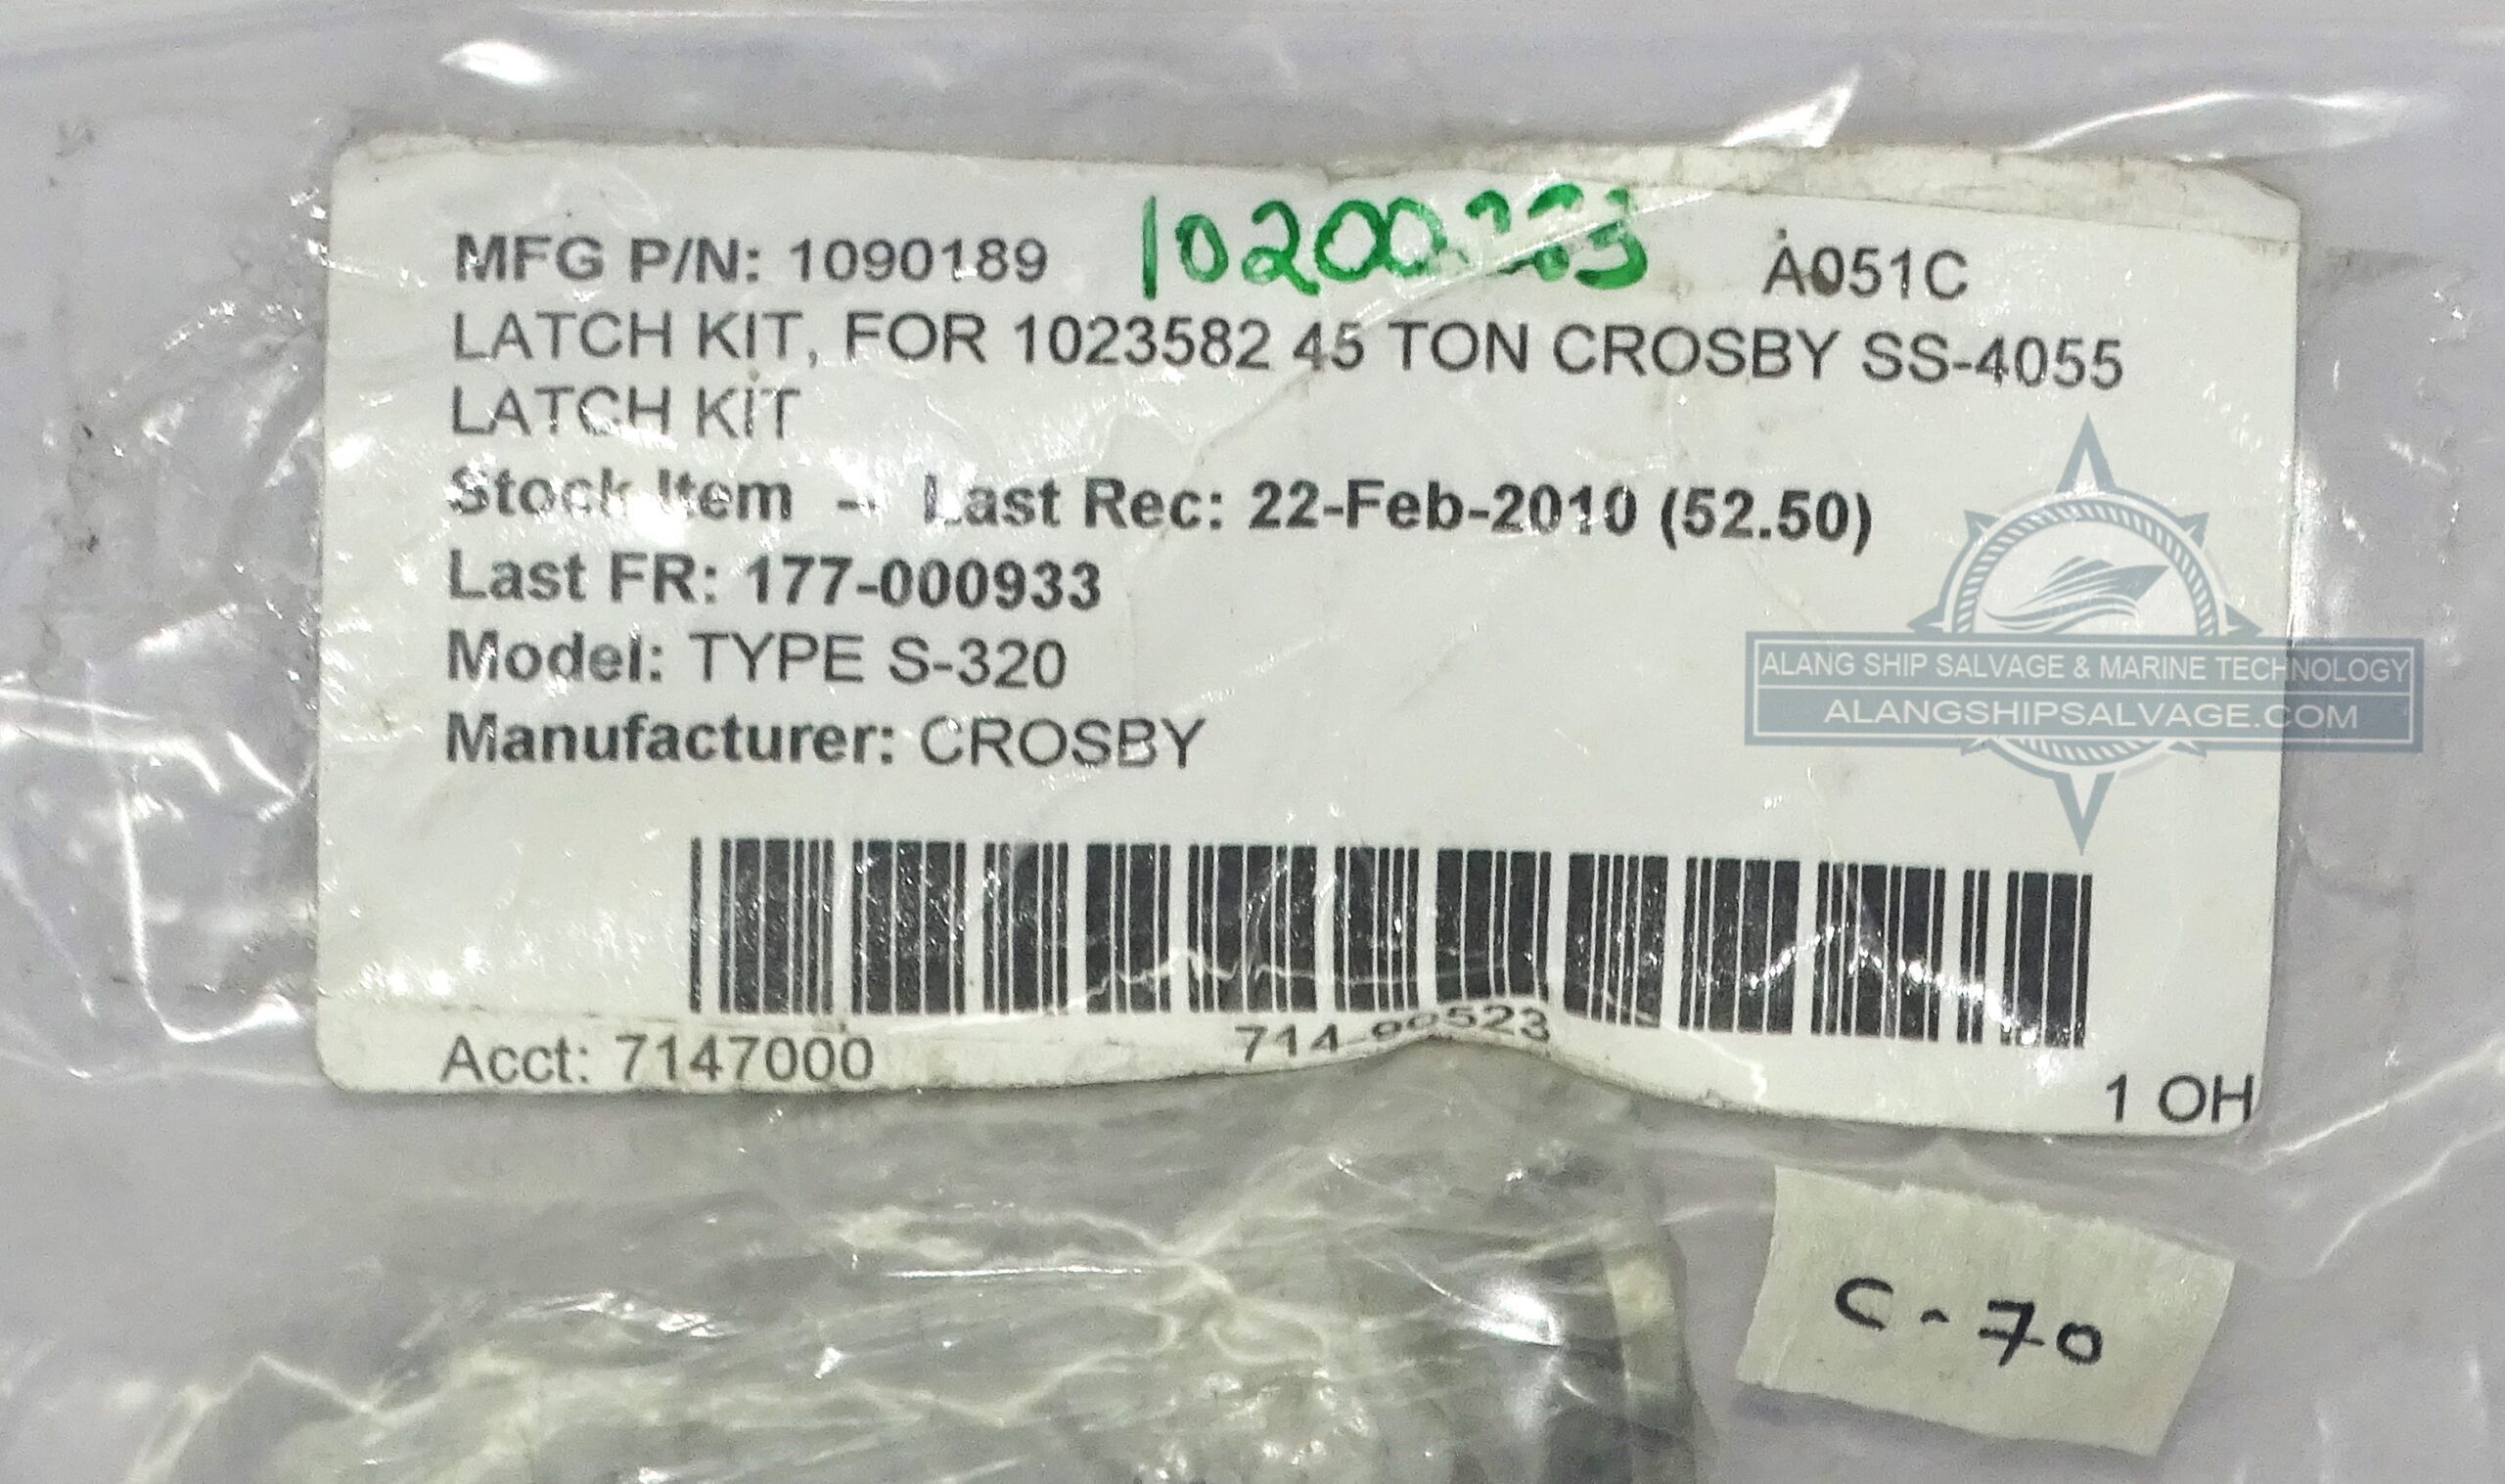 MFG P/N: 1090189 A051C
LATCH KIT, FOR 1023582 45 TON CROSBY SS-4055
LATCH KIT
Stock Item - Last Rec: 22-Feb-2010 (52.50)
Last FR: 177-000933
Model: TYPE S-320
Manufacturer: CROSBY
ALANG SHIP SALVAGE & MARINE TECHNOLOGY
ALANGSHIPSALVAGE.COM
Acct: 7147000 714-90523
1 OH
C-70